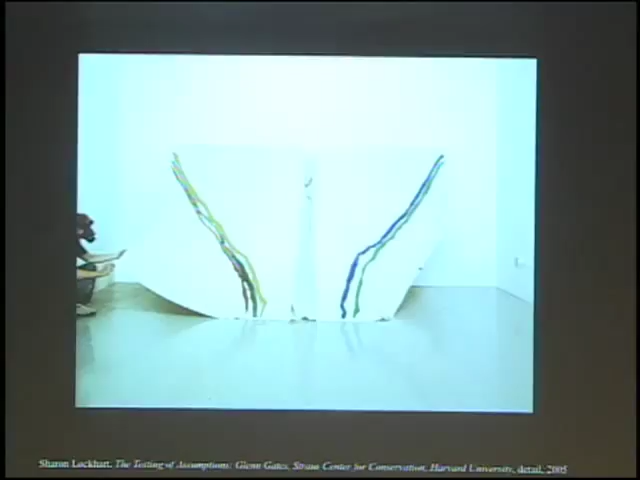 Sharon Lockhart, The Testing of Assumptions: Glenn Gates, Straus Center for Conservation, Harvard University, detail, 2005